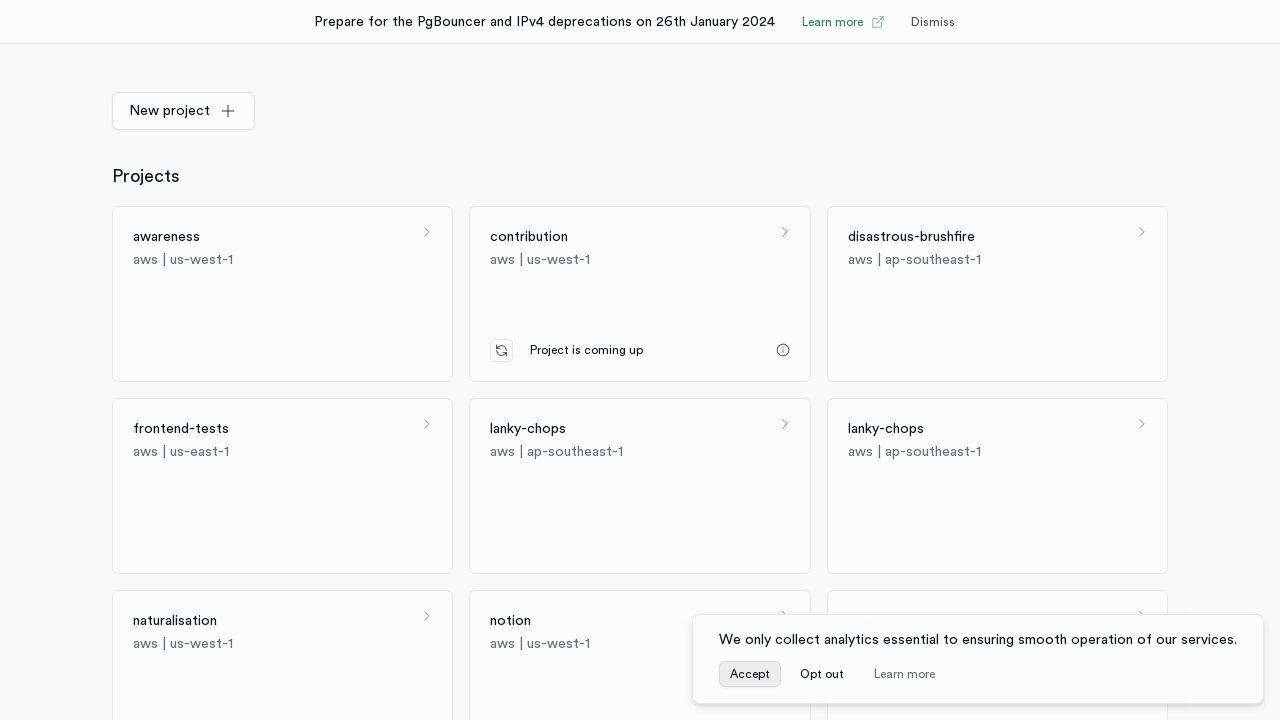 Prepare for the PgBouncer and IPv4 deprecations on 26th January 2024 Learn more Dismiss
New project
Projects
awareness
aws | us-west-1
contribution
aws | us-west-1
Project is coming up
disastrous-brushfire
aws | ap-southeast-1
frontend-tests
aws | us-east-1
lanky-chops
aws | ap-southeast-1
lanky-chops
aws | ap-southeast-1
naturalisation
aws | us-west-1
notion
aws | us-west-1
We only collect analytics essential to ensuring smooth operation of our services.
Accept Opt out Learn more